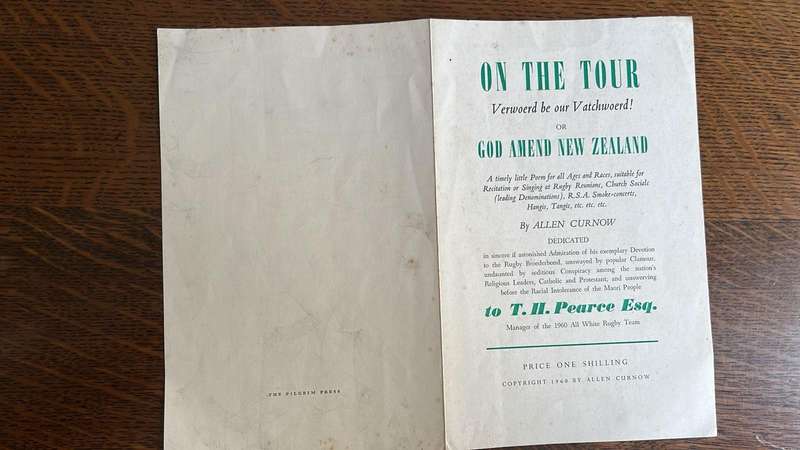 ON THE TOUR
Verwoerd be our Vatchwoerd!
OR
GOD AMEND NEW ZEALAND
A timely little Poem for all Ages and Races, suitable for
Recitation or Singing at Rugby Reunions, Church Socials
(leading Denominations), R.S.A. Smoke-concerts,
Hangis, Tangis, etc. etc. etc.
By ALLEN CURNOW
DEDICATED
in sincere if astonished Admiration of his exemplary Devotion
to the Rugby Broederbond, unswayed by popular Clamour,
undaunted by seditious Conspiracy among the nation's
Religious Leaders, Catholic and Protestant, and unswerving
before the Racial Intolerance of the Maori People
to T. H. Pearce Esq.
Manager of the 1960 All White Rugby Team
PRICE ONE SHILLING
COPYRIGHT 1960 BY ALLEN CURNOW
THE PILGRIM PRESS